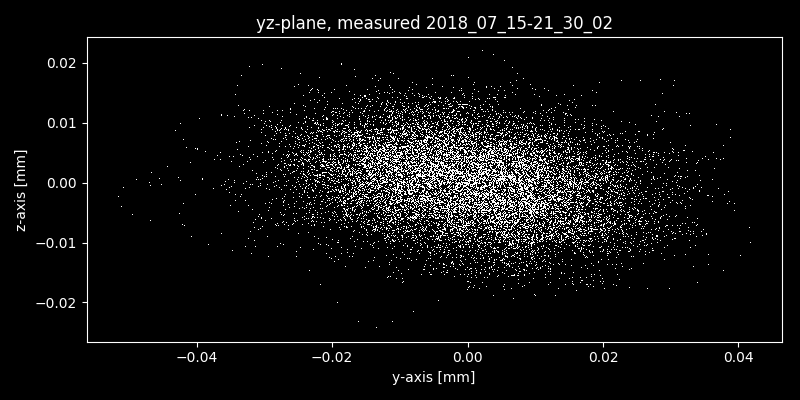 yz-plane, measured 2018_07_15-21_30_02
z-axis [mm]
0.02
0.01
0.00
−0.01
−0.02
−0.04 −0.02 0.00 0.02 0.04
y-axis [mm]